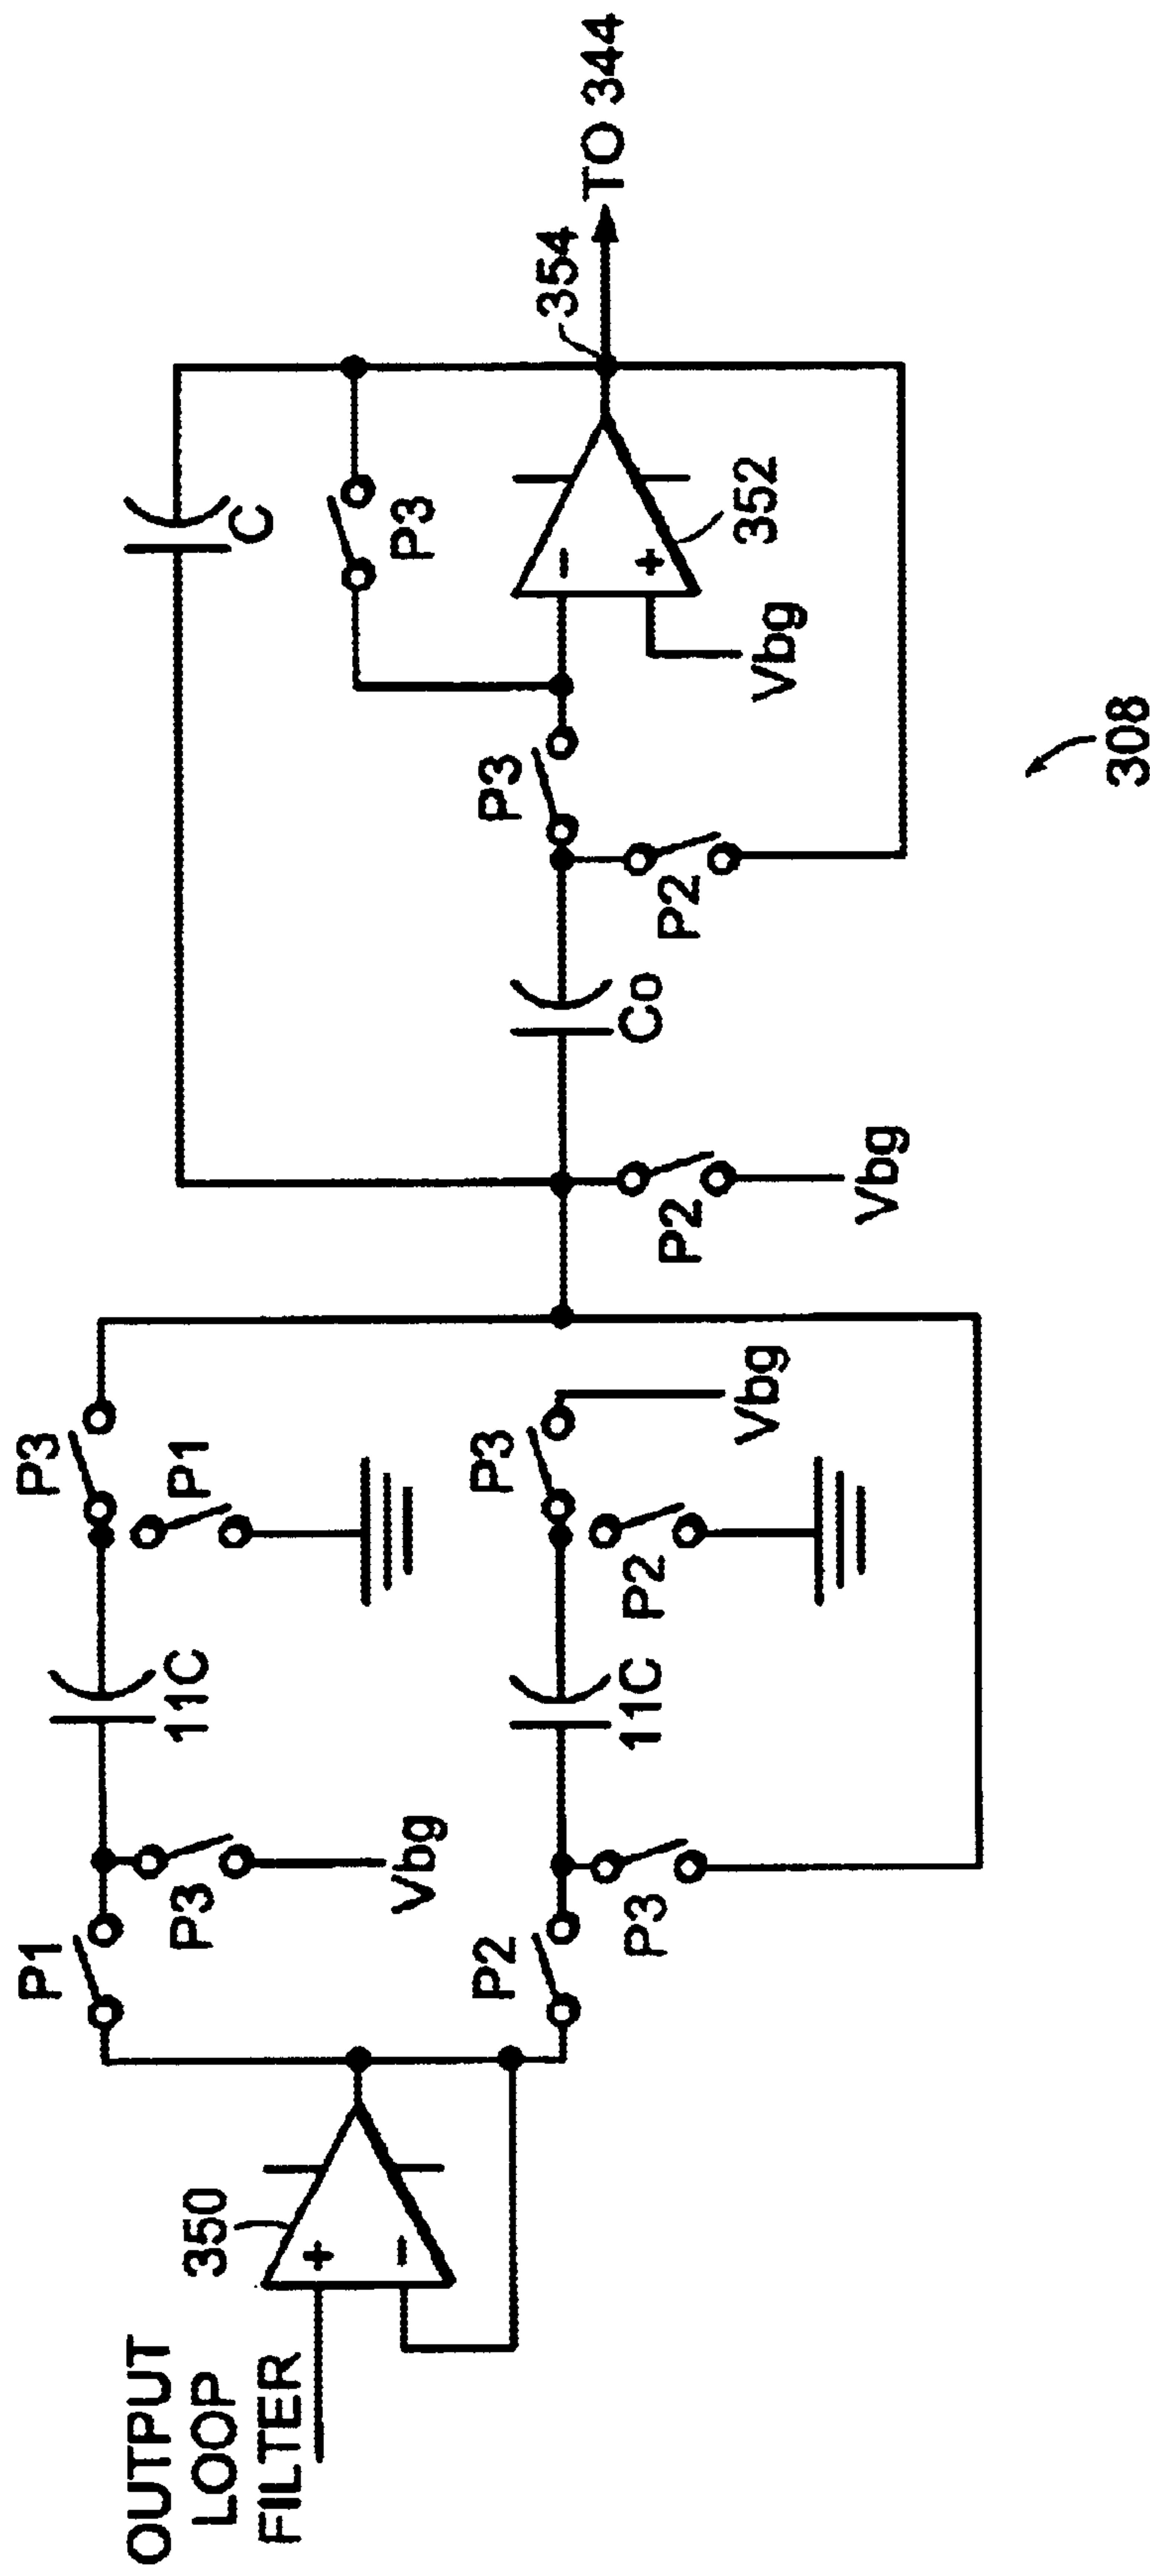 OUTPUT
LOOP
FILTER
350
P1
P3
Vbg
11C
P3
P1
P2
P3
11C
P3
P2
Vbg
P2
Vbg
Co
P3
P2
C
P3
Vbg
352
354
TO 344
308